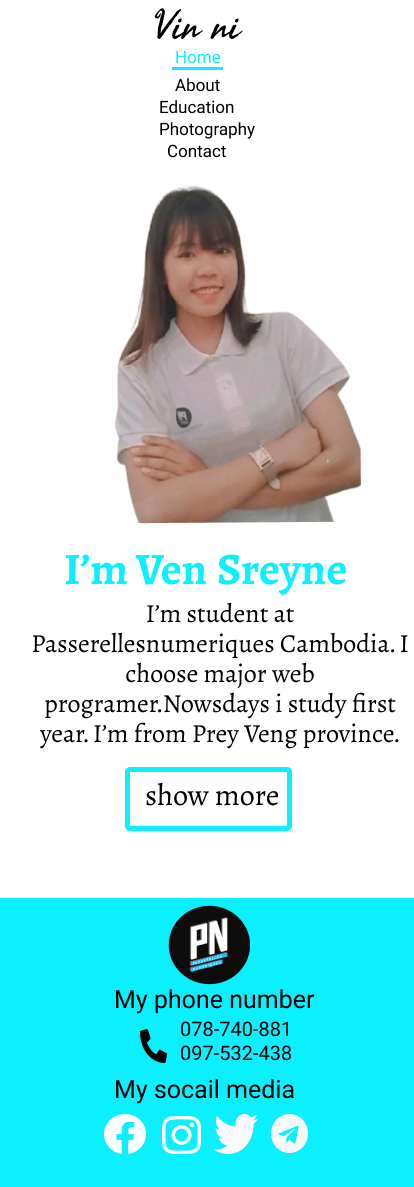 Vin ni
Home
About
Education
Photography
Contact
I'm Ven Sreyne
I'm student at
Passerellesnumeriques Cambodia. I
choose major web
programer.Nowsdays i study first
year. I'm from Prey Veng province.
show more
PN
PASSERELLES
NUMERIQUES
My phone number
078-740-881
097-532-438
My socail media